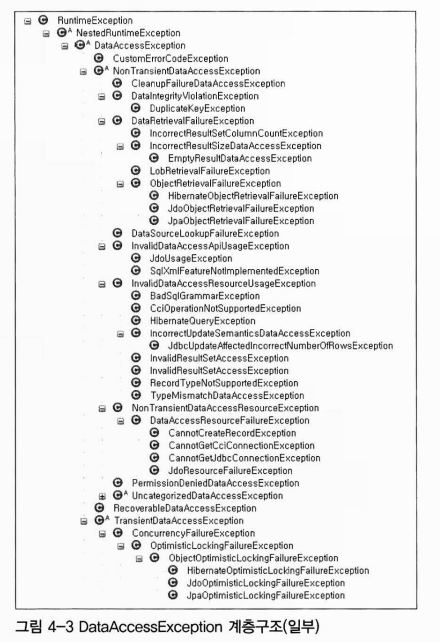 RuntimeException
NestedRuntimeException
DataAccessException
CustomErrorCodeException
NonTransientDataAccessException
CleanupFailureDataAccessException
DataIntegrityViolationException
DuplicateKeyException
DataRetrievalFailureException
IncorrectResultSetColumnCountException
IncorrectResultSizeDataAccessException
EmptyResultDataAccessException
LobRetrievalFailureException
ObjectRetrievalFailureException
HibernateObjectRetrievalFailureException
JdoObjectRetrievalFailureException
JpaObjectRetrievalFailureException
DataSourceLookupFailureException
InvalidDataAccessApiUsageException
JdoUsageException
SqlXmlFeatureNotImplementedException
InvalidDataAccessResourceUsageException
BadSqlGrammarException
CciOperationNotSupportedException
HibernateQueryException
IncorrectUpdateSemanticsDataAccessException
JdbcUpdateAffectedIncorrectNumberOfRowsException
InvalidResultSetAccessException
InvalidResultSetAccessException
RecordTypeNotSupportedException
TypeMismatchDataAccessException
NonTransientDataAccessResourceException
DataAccessResourceFailureException
CannotCreateRecordException
CannotGetCciConnectionException
CannotGetJdbcConnectionException
JdoResourceFailureException
PermissionDeniedDataAccessException
UncategorizedDataAccessException
RecoverableDataAccessException
TransientDataAccessException
ConcurrencyFailureException
OptimisticLockingFailureException
ObjectOptimisticLockingFailureException
HibernateOptimisticLockingFailureException
JdoOptimisticLockingFailureException
JpaOptimisticLockingFailureException
그림 4-3 DataAccessException 계층구조(일부)